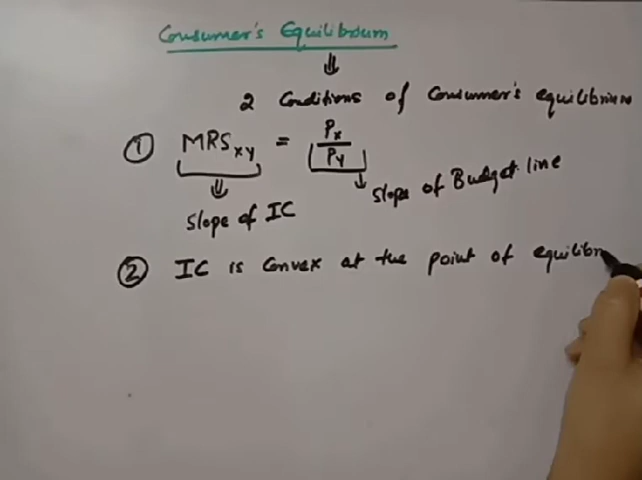 Consumer's Equilibrium
⇓
2 Conditions of Consumer's equilibrium
① MRSxy = Px/Py
⇓ Slope of IC
↓ Slope of Budget line
② IC is Convex at the point of equilibr